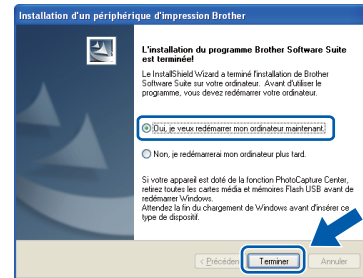 Installation d'un périphérique d'impression Brother
L'installation du programme Brother Software Suite
est terminée!
Le InstallShield Wizard a terminé l'installation de Brother
Software Suite sur votre ordinateur. Avant d'utiliser le
programme, vous devez redémarrer votre ordinateur.
Oui, je veux redémarrer mon ordinateur maintenant.
Non, je redémarrerai mon ordinateur plus tard.
Si votre appareil est doté de la fonction PhotoCapture Center,
retirez toutes les cartes média et mémoires Flash USB avant de
redémarrer Windows.
Attendez la fin du chargement de Windows avant d'insérer ce
type de dispositif.
< Précédent Terminer Annuler